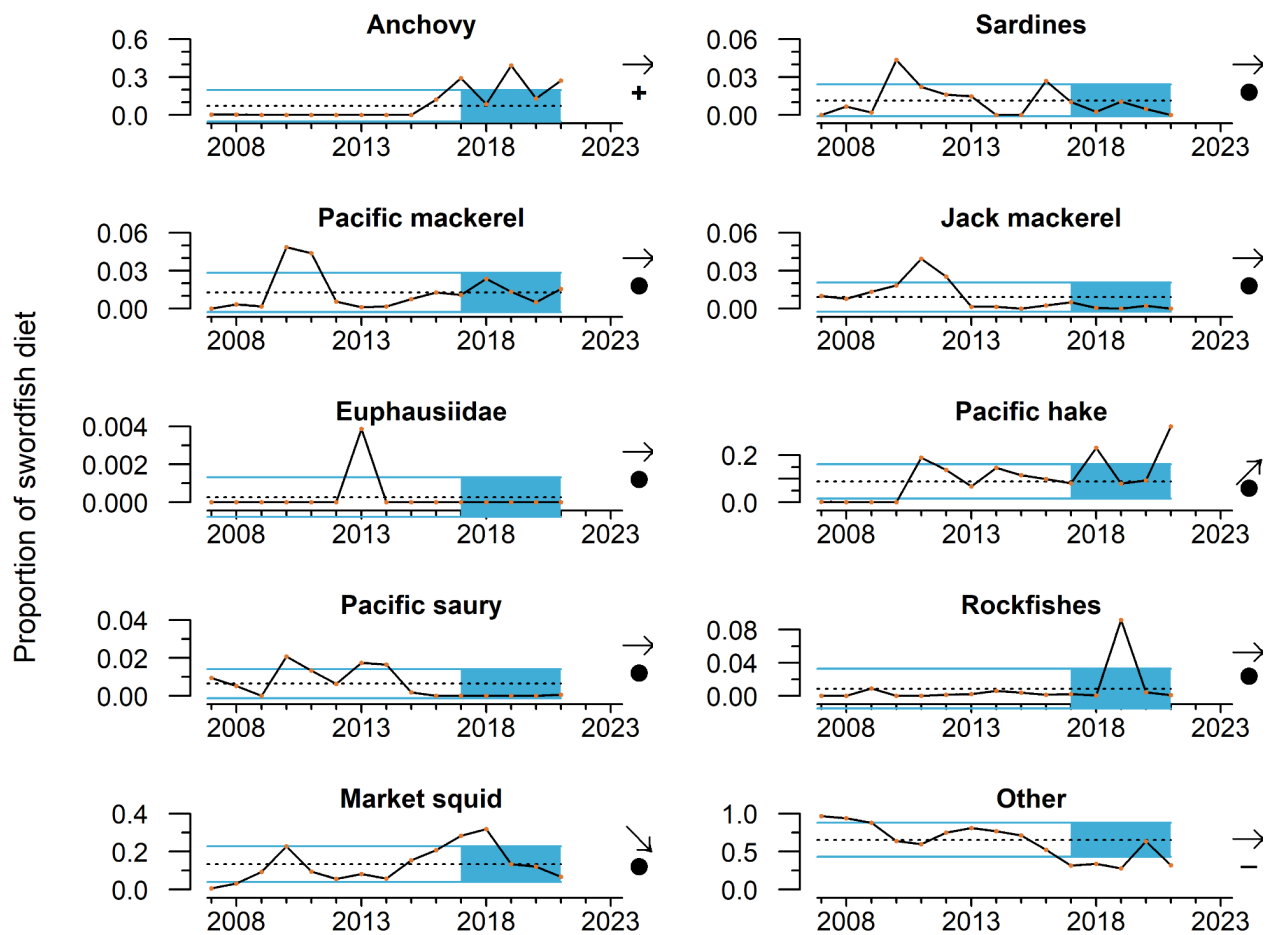 Proportion of swordfish diet
Anchovy
0.6
0.3
0.0
+
2008 2013 2018 2023
Sardines
0.06
0.03
0.00
2008 2013 2018 2023
Pacific mackerel
0.06
0.03
0.00
2008 2013 2018 2023
Jack mackerel
0.06
0.03
0.00
2008 2013 2018 2023
Euphausiidae
0.004
0.002
0.000
2008 2013 2018 2023
Pacific hake
0.2
0.0
2008 2013 2018 2023
Pacific saury
0.04
0.02
0.00
2008 2013 2018 2023
Rockfishes
0.08
0.04
0.00
2008 2013 2018 2023
Market squid
0.4
0.2
0.0
2008 2013 2018 2023
Other
1.0
0.5
0.0
–
2008 2013 2018 2023